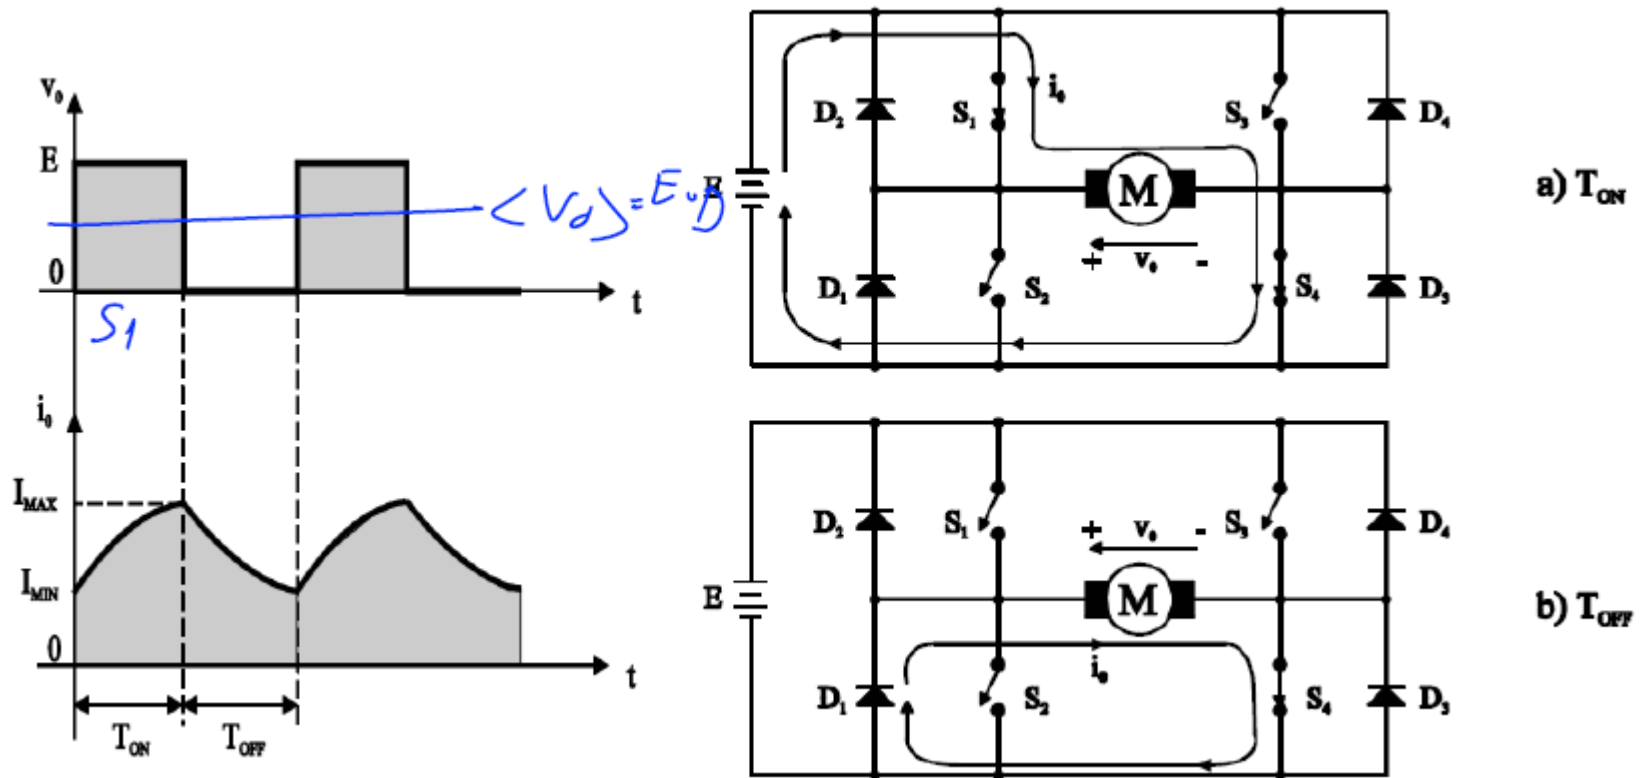 v₀
E
0
t
S1
<Vd> = E·D
i₀
I_MAX
I_MIN
0
t
T_ON
T_OFF
E
D₂
S₁
i₀
S₃
D₄
M
+ v₀ -
D₁
S₂
S₄
D₃
a) T_ON
E
D₂
S₁
+ v₀ -
S₃
D₄
M
i₀
D₁
S₂
S₄
D₃
b) T_OFF